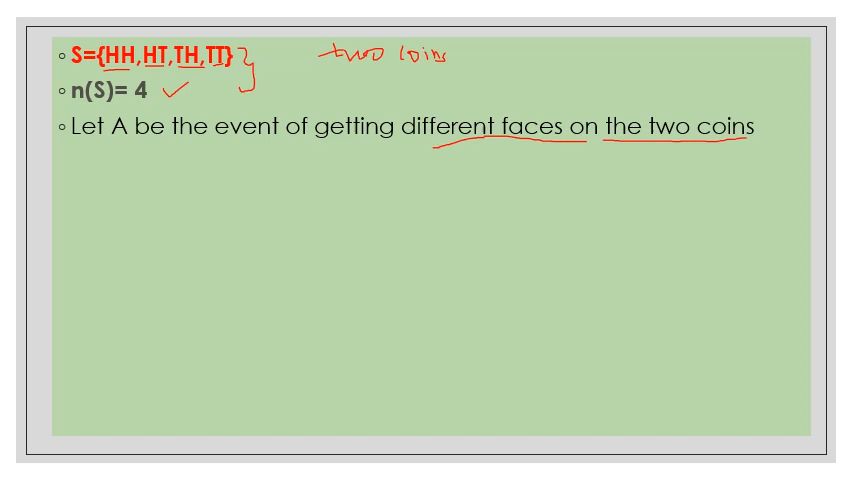 S={HH,HT,TH,TT} two coins
n(S)= 4
Let A be the event of getting different faces on the two coins